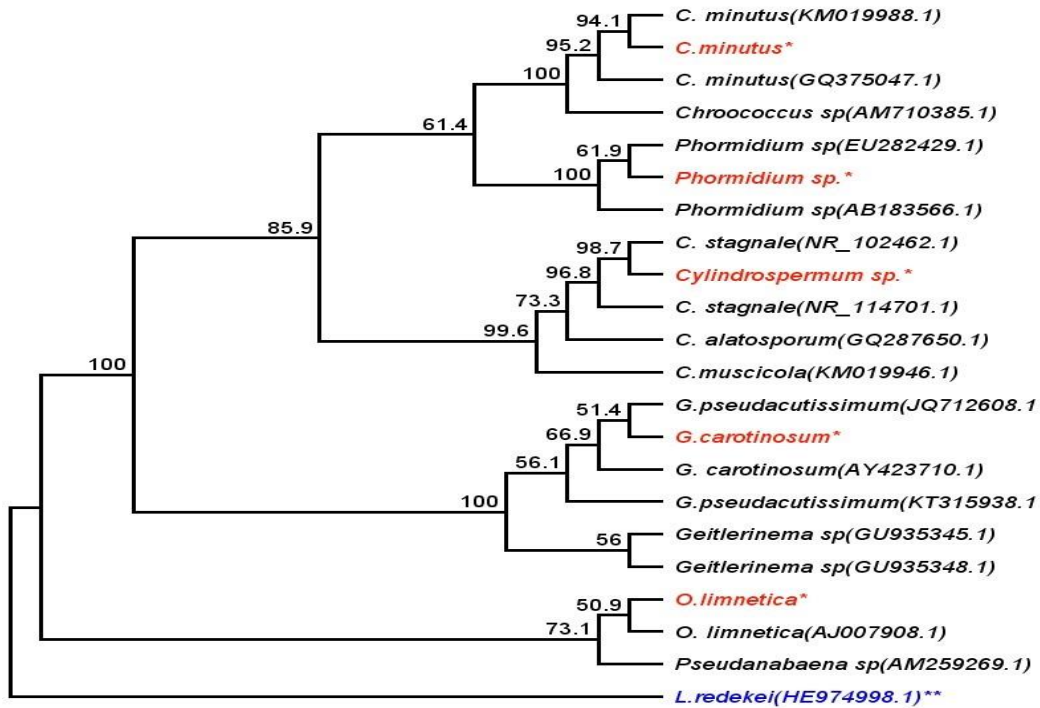 94.1
C. minutus(KM019988.1)
95.2
C.minutus*
100
C. minutus(GQ375047.1)
Chroococcus sp(AM710385.1)
61.4
61.9
Phormidium sp(EU282429.1)
100
Phormidium sp.*
Phormidium sp(AB183566.1)
85.9
98.7
C. stagnale(NR_102462.1)
96.8
Cylindrospermum sp.*
73.3
C. stagnale(NR_114701.1)
99.6
C. alatosporum(GQ287650.1)
C.muscicola(KM019946.1)
100
51.4
G.pseudacutissimum(JQ712608.1
66.9
G.carotinosum*
56.1
G. carotinosum(AY423710.1)
100
G.pseudacutissimum(KT315938.1
56
Geitlerinema sp(GU935345.1)
Geitlerinema sp(GU935348.1)
50.9
O.limnetica*
73.1
O. limnetica(AJ007908.1)
Pseudanabaena sp(AM259269.1)
L.redekei(HE974998.1)**